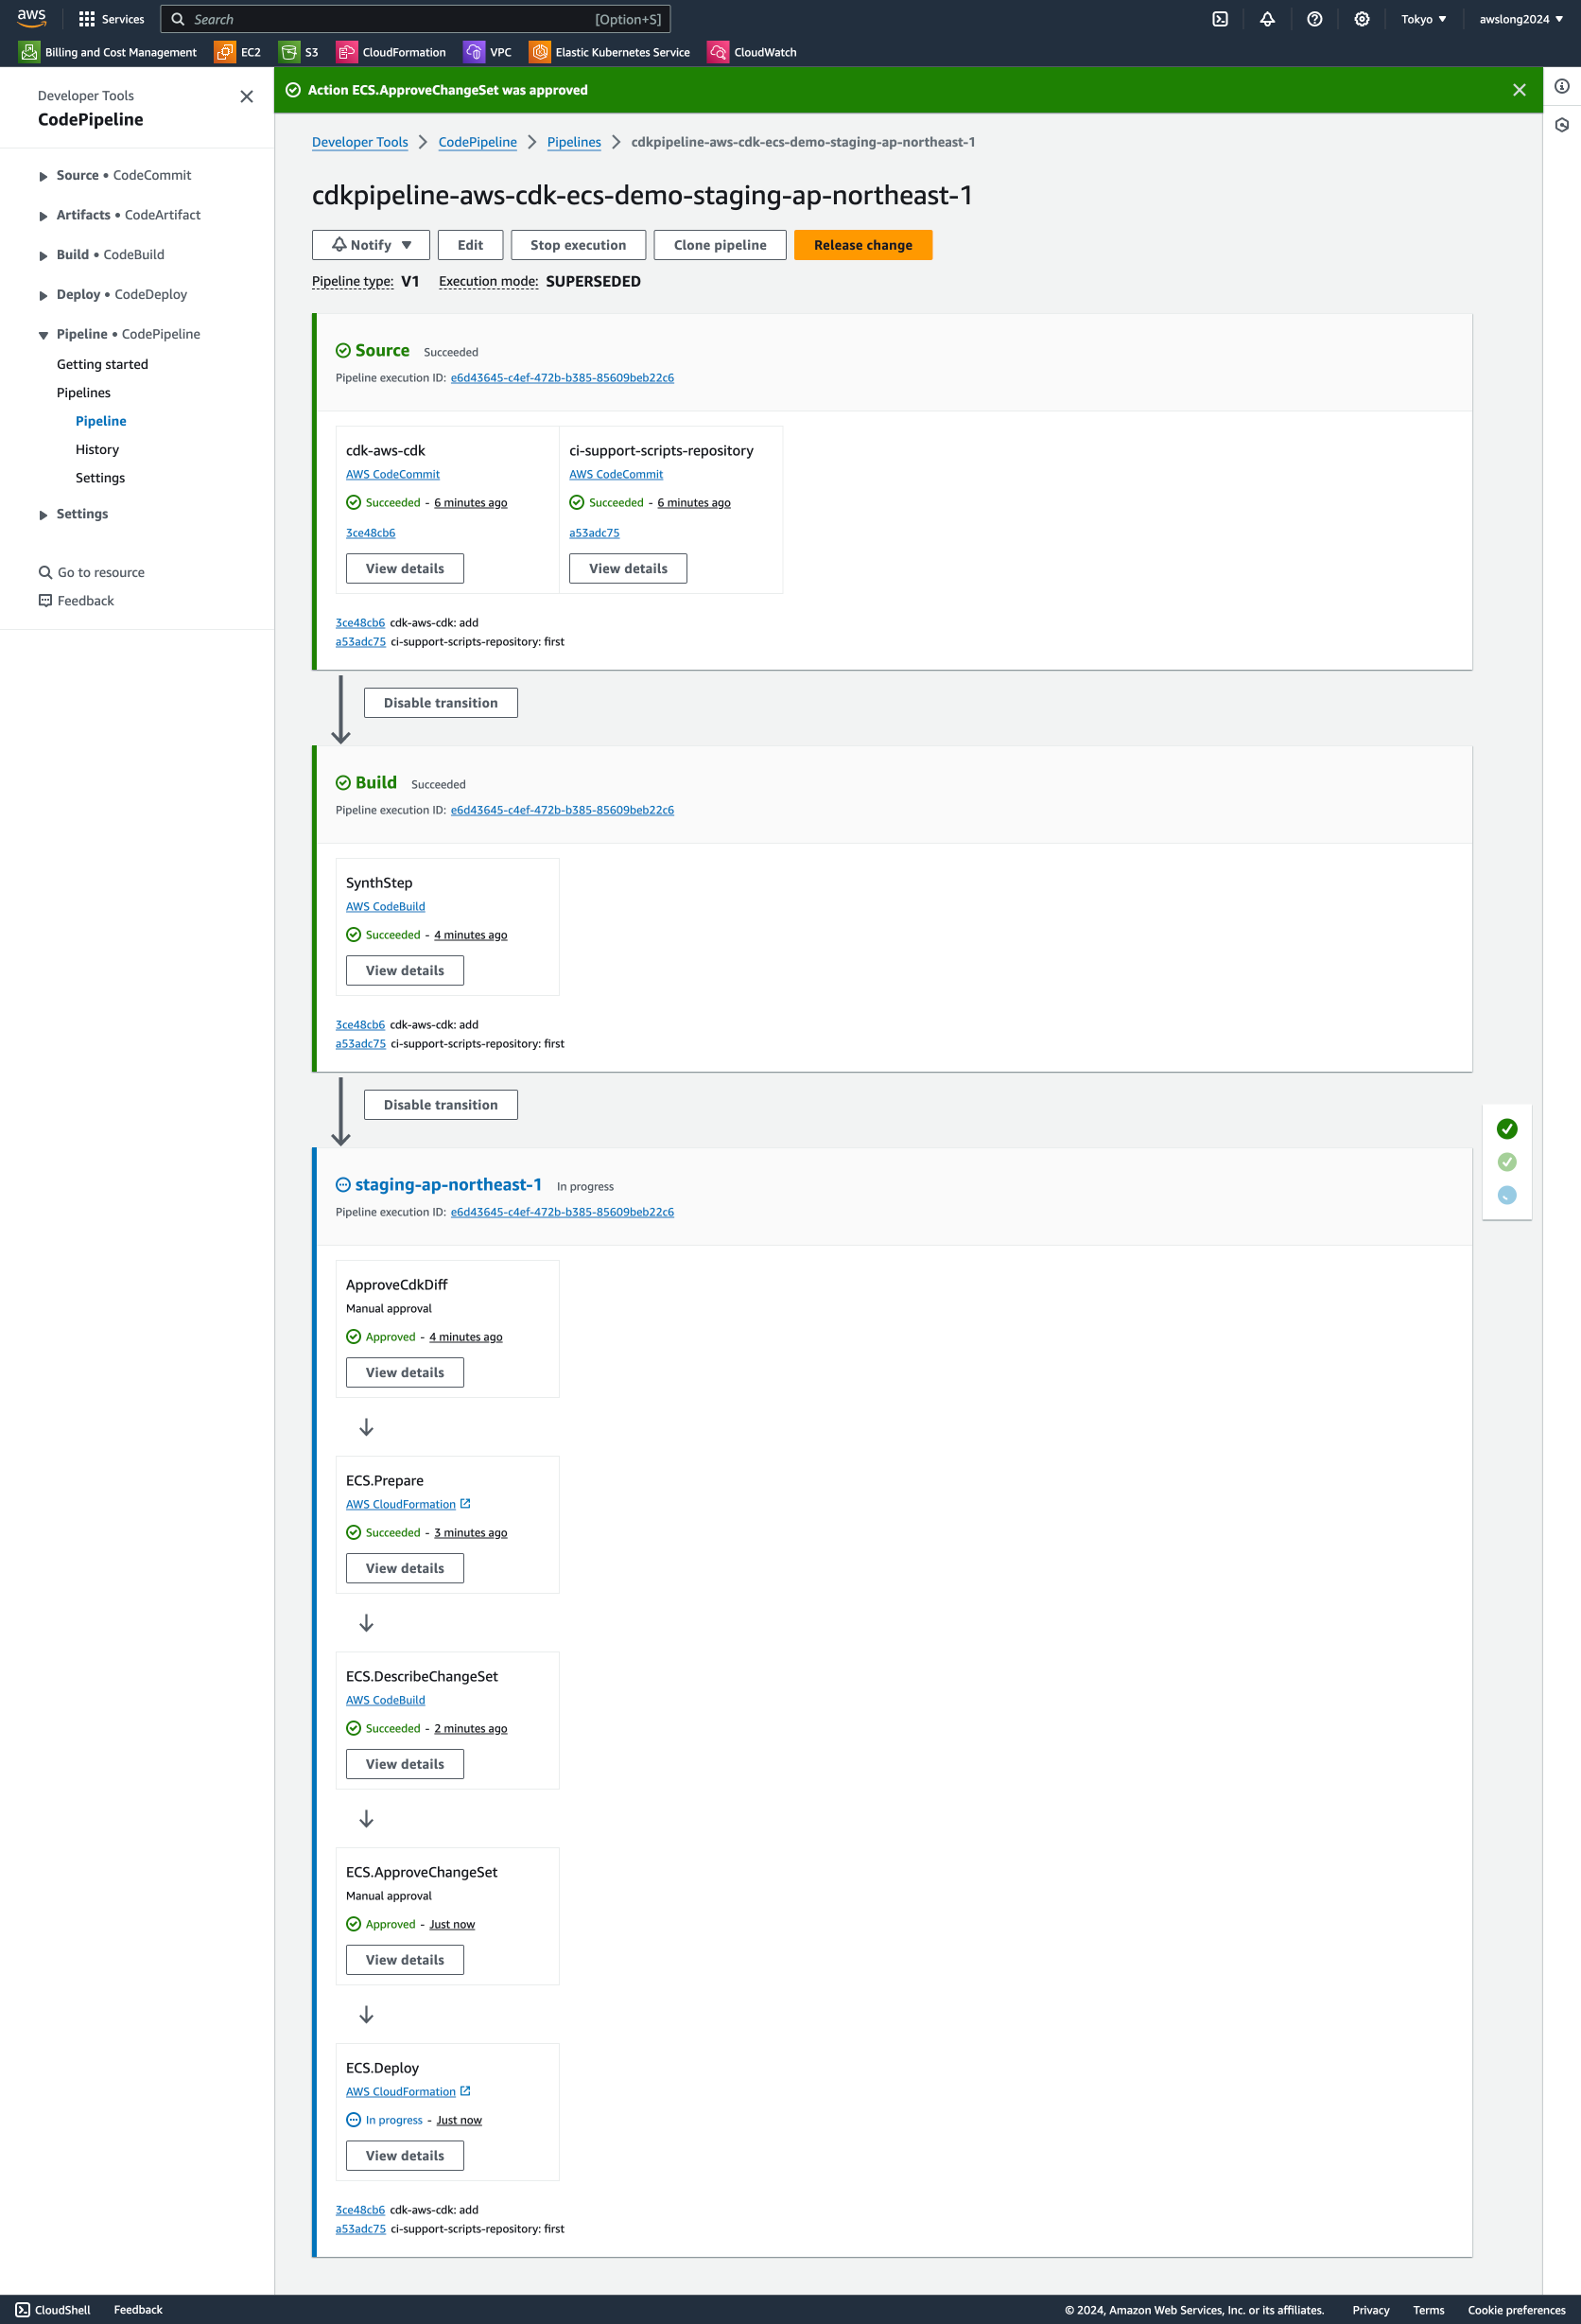 aws Services Search [Option+S] Tokyo ▼ awslong2024 ▼
Billing and Cost Management EC2 S3 CloudFormation VPC Elastic Kubernetes Service CloudWatch
Developer Tools
CodePipeline
Source • CodeCommit
Artifacts • CodeArtifact
Build • CodeBuild
Deploy • CodeDeploy
Pipeline • CodePipeline
Getting started
Pipelines
Pipeline
History
Settings
Settings
Go to resource
Feedback
Action ECS.ApproveChangeSet was approved
Developer Tools > CodePipeline > Pipelines > cdkpipeline-aws-cdk-ecs-demo-staging-ap-northeast-1
cdkpipeline-aws-cdk-ecs-demo-staging-ap-northeast-1
Notify ▼ Edit Stop execution Clone pipeline Release change
Pipeline type: V1 Execution mode: SUPERSEDED
Source Succeeded
Pipeline execution ID: e6d43645-c4ef-472b-b385-85609beb22c6
cdk-aws-cdk
AWS CodeCommit
Succeeded - 6 minutes ago
3ce48cb6
View details
ci-support-scripts-repository
AWS CodeCommit
Succeeded - 6 minutes ago
a53adc75
View details
3ce48cb6 cdk-aws-cdk: add
a53adc75 ci-support-scripts-repository: first
Disable transition
Build Succeeded
Pipeline execution ID: e6d43645-c4ef-472b-b385-85609beb22c6
SynthStep
AWS CodeBuild
Succeeded - 4 minutes ago
View details
3ce48cb6 cdk-aws-cdk: add
a53adc75 ci-support-scripts-repository: first
Disable transition
staging-ap-northeast-1 In progress
Pipeline execution ID: e6d43645-c4ef-472b-b385-85609beb22c6
ApproveCdkDiff
Manual approval
Approved - 4 minutes ago
View details
ECS.Prepare
AWS CloudFormation
Succeeded - 3 minutes ago
View details
ECS.DescribeChangeSet
AWS CodeBuild
Succeeded - 2 minutes ago
View details
ECS.ApproveChangeSet
Manual approval
Approved - Just now
View details
ECS.Deploy
AWS CloudFormation
In progress - Just now
View details
3ce48cb6 cdk-aws-cdk: add
a53adc75 ci-support-scripts-repository: first
CloudShell Feedback © 2024, Amazon Web Services, Inc. or its affiliates. Privacy Terms Cookie preferences